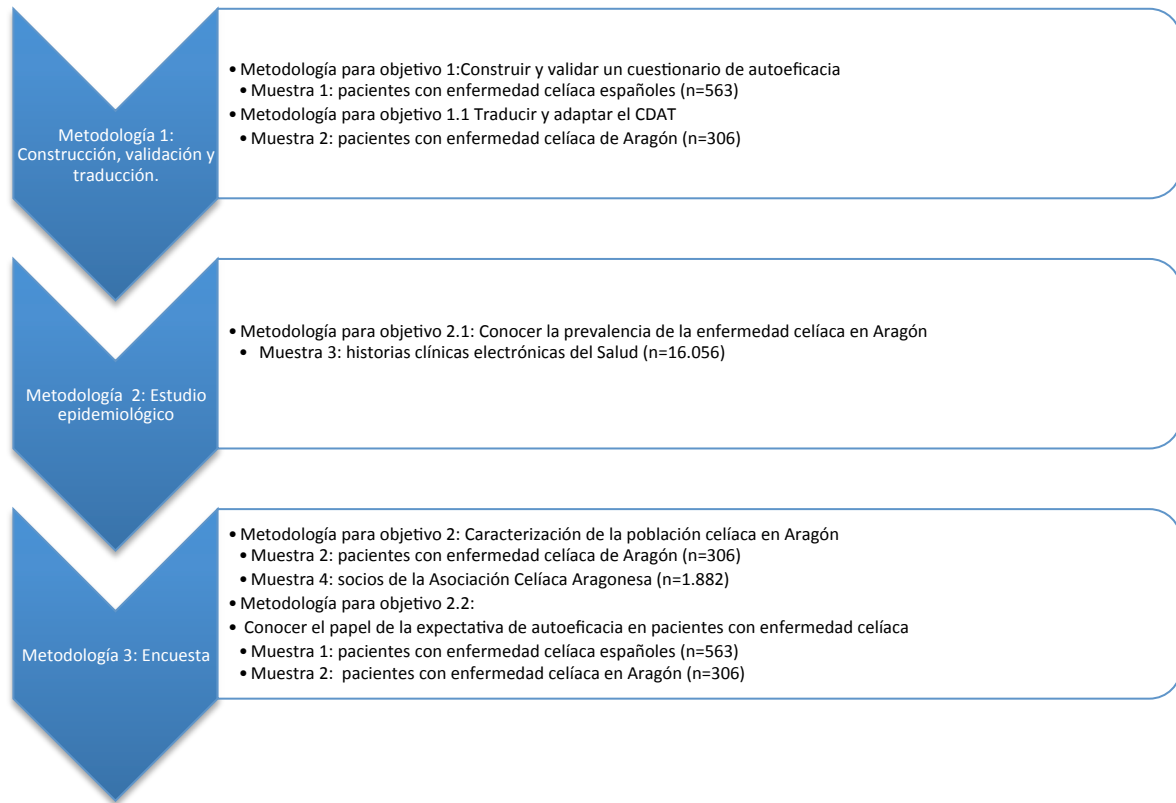 Metodología 1:
Construcción, validación y
traducción.
• Metodología para objetivo 1:Construir y validar un cuestionario de autoeficacia
• Muestra 1: pacientes con enfermedad celíaca españoles (n=563)
• Metodología para objetivo 1.1 Traducir y adaptar el CDAT
• Muestra 2: pacientes con enfermedad celíaca de Aragón (n=306)
Metodología 2: Estudio
epidemiológico
• Metodología para objetivo 2.1: Conocer la prevalencia de la enfermedad celíaca en Aragón
• Muestra 3: historias clínicas electrónicas del Salud (n=16.056)
Metodología 3: Encuesta
• Metodología para objetivo 2: Caracterización de la población celíaca en Aragón
• Muestra 2: pacientes con enfermedad celíaca de Aragón (n=306)
• Muestra 4: socios de la Asociación Celíaca Aragonesa (n=1.882)
• Metodología para objetivo 2.2:
• Conocer el papel de la expectativa de autoeficacia en pacientes con enfermedad celíaca
• Muestra 1: pacientes con enfermedad celíaca españoles (n=563)
• Muestra 2: pacientes con enfermedad celíaca en Aragón (n=306)